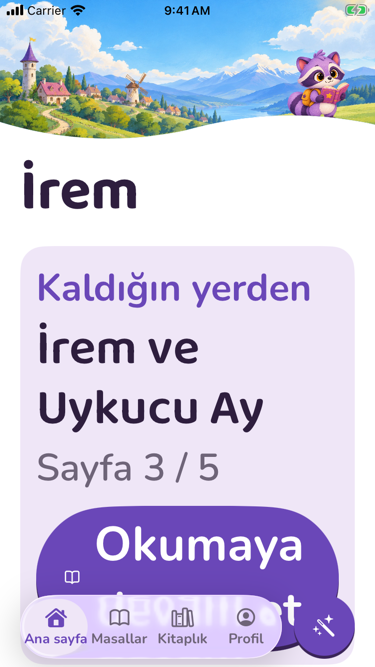 Carrier
9:41 AM
İrem
Kaldığın yerden
İrem ve
Uykucu Ay
Sayfa 3 / 5
Okumaya
Ana sayfa Masallar Kitaplık Profil